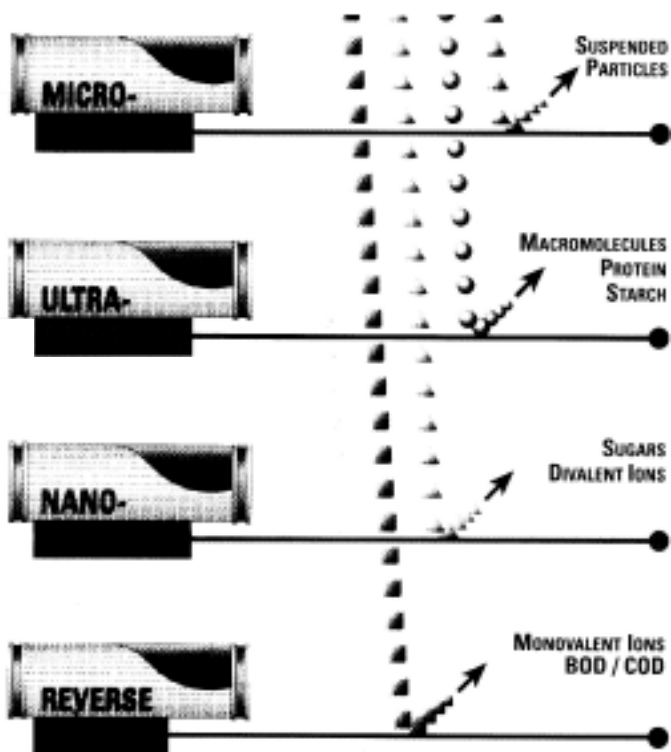 MICRO-
SUSPENDED
PARTICLES
ULTRA-
MACROMOLECULES
PROTEIN
STARCH
NANO-
SUGARS
DIVALENT IONS
REVERSE
MONOVALENT IONS
BOD / COD